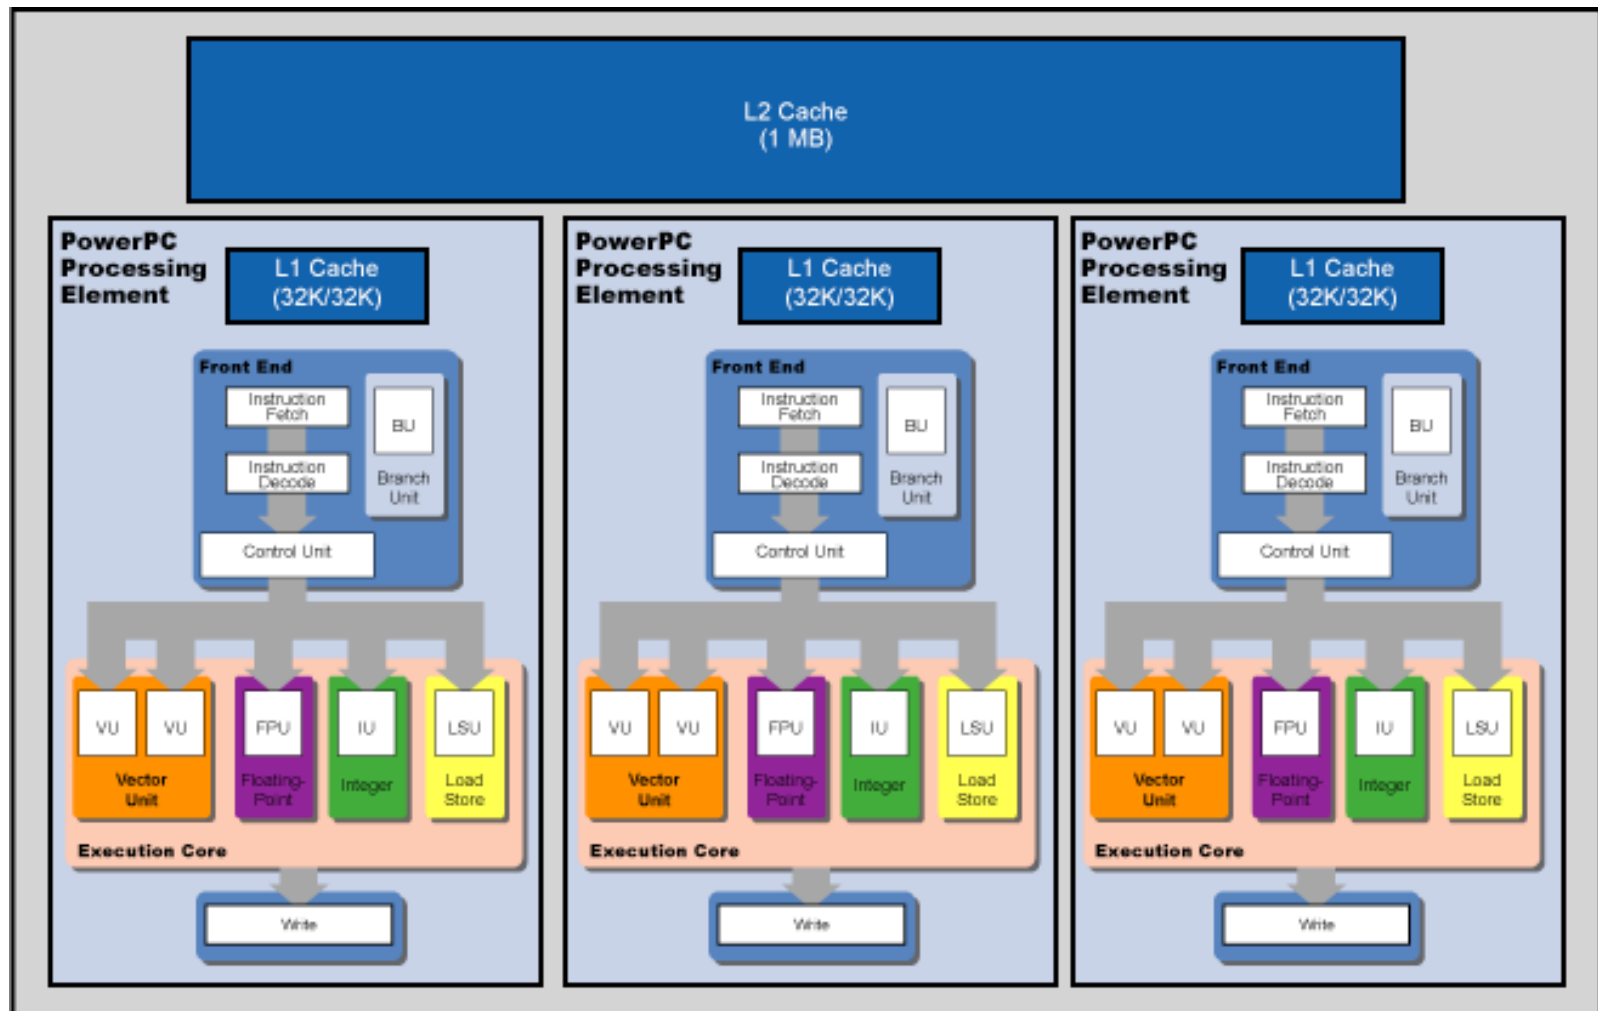 L2 Cache
(1 MB)
PowerPC
Processing
Element
L1 Cache
(32K/32K)
Front End
Instruction
Fetch
BU
Instruction
Decode
Branch
Unit
Control Unit
VU
VU
FPU
IU
LSU
Vector
Unit
Floating-
Point
Integer
Load
Store
Execution Core
Write
PowerPC
Processing
Element
L1 Cache
(32K/32K)
Front End
Instruction
Fetch
BU
Instruction
Decode
Branch
Unit
Control Unit
VU
VU
FPU
IU
LSU
Vector
Unit
Floating-
Point
Integer
Load
Store
Execution Core
Write
PowerPC
Processing
Element
L1 Cache
(32K/32K)
Front End
Instruction
Fetch
BU
Instruction
Decode
Branch
Unit
Control Unit
VU
VU
FPU
IU
LSU
Vector
Unit
Floating-
Point
Integer
Load
Store
Execution Core
Write